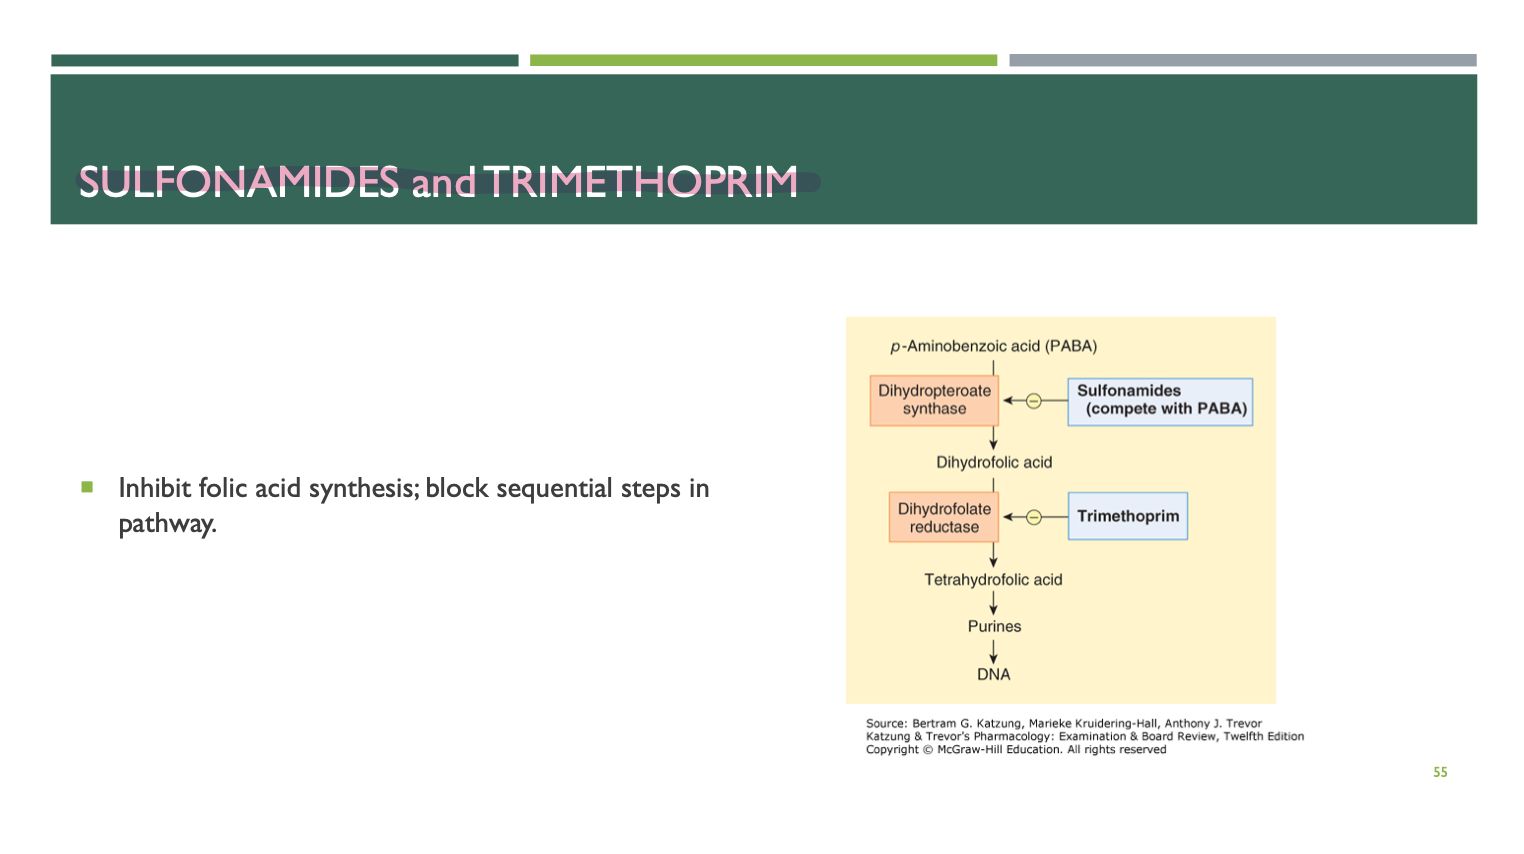 SULFONAMIDES and TRIMETHOPRIM
▪ Inhibit folic acid synthesis; block sequential steps in
pathway.
p-Aminobenzoic acid (PABA)
Dihydropteroate
synthase
−
Sulfonamides
(compete with PABA)
Dihydrofolic acid
Dihydrofolate
reductase
−
Trimethoprim
Tetrahydrofolic acid
Purines
DNA
Source: Bertram G. Katzung, Marieke Kruidering-Hall, Anthony J. Trevor
Katzung & Trevor's Pharmacology: Examination & Board Review, Twelfth Edition
Copyright © McGraw-Hill Education. All rights reserved
55